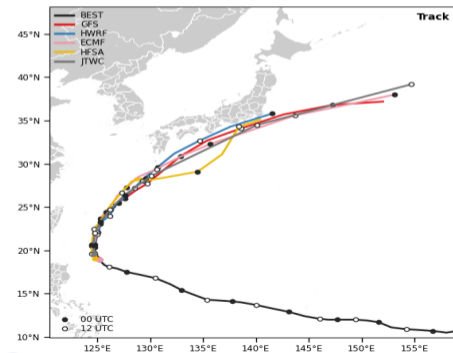 Track
BEST
GFS
HWRF
ECMF
HFSA
JTWC
45°N
40°N
35°N
30°N
25°N
20°N
15°N
10°N
00 UTC
12 UTC
125°E
130°E
135°E
140°E
145°E
150°E
155°E